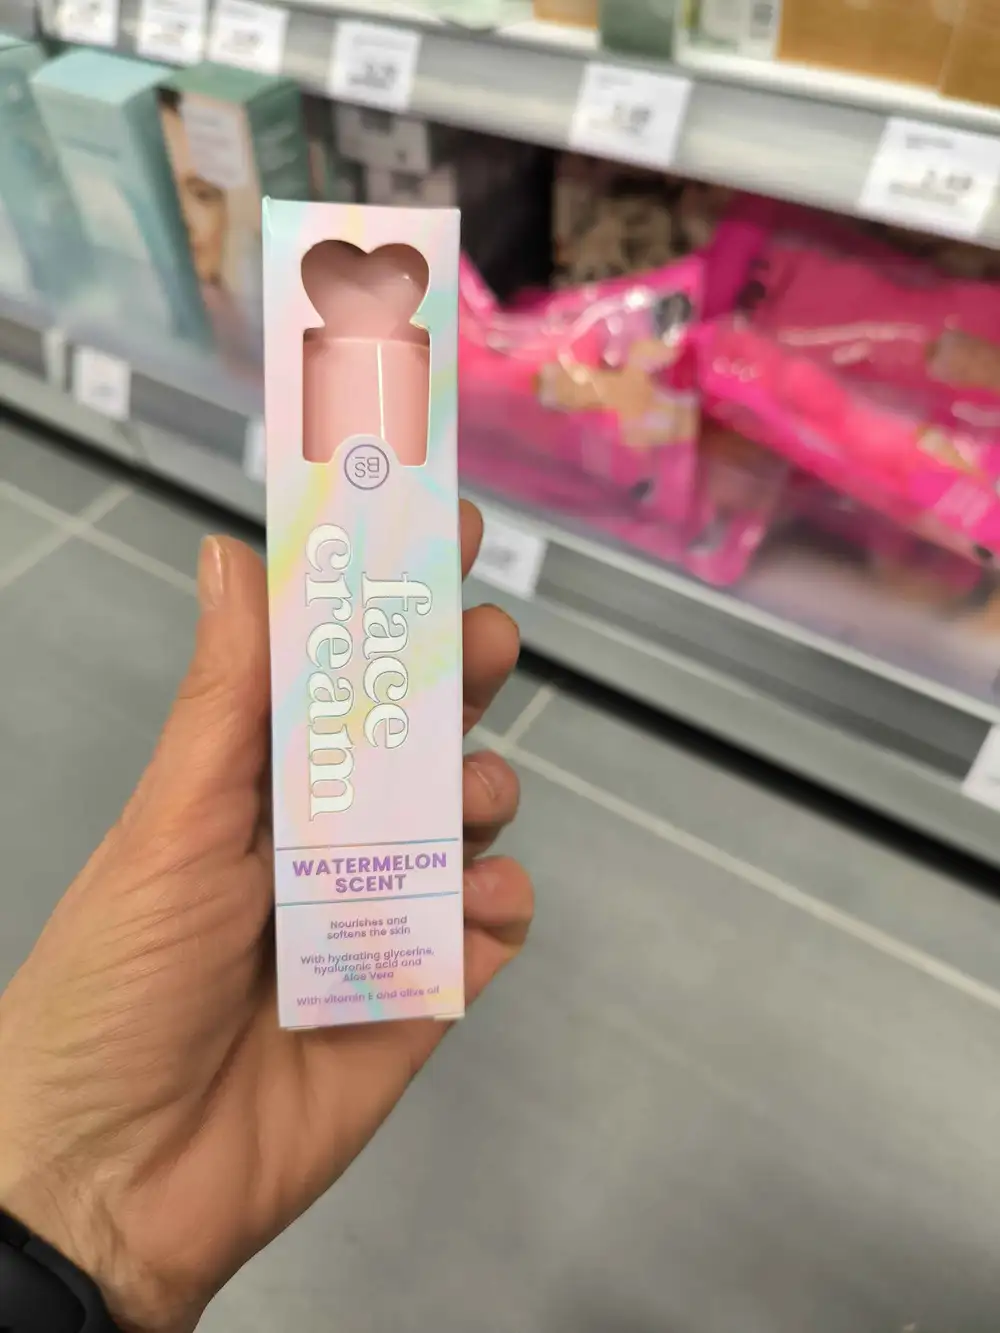 BS
face
cream
WATERMELON
SCENT
Nourishes and
softens the skin
With hydrating glycerine,
hyaluronic acid and
Aloe Vera
With vitamin E and olive oil